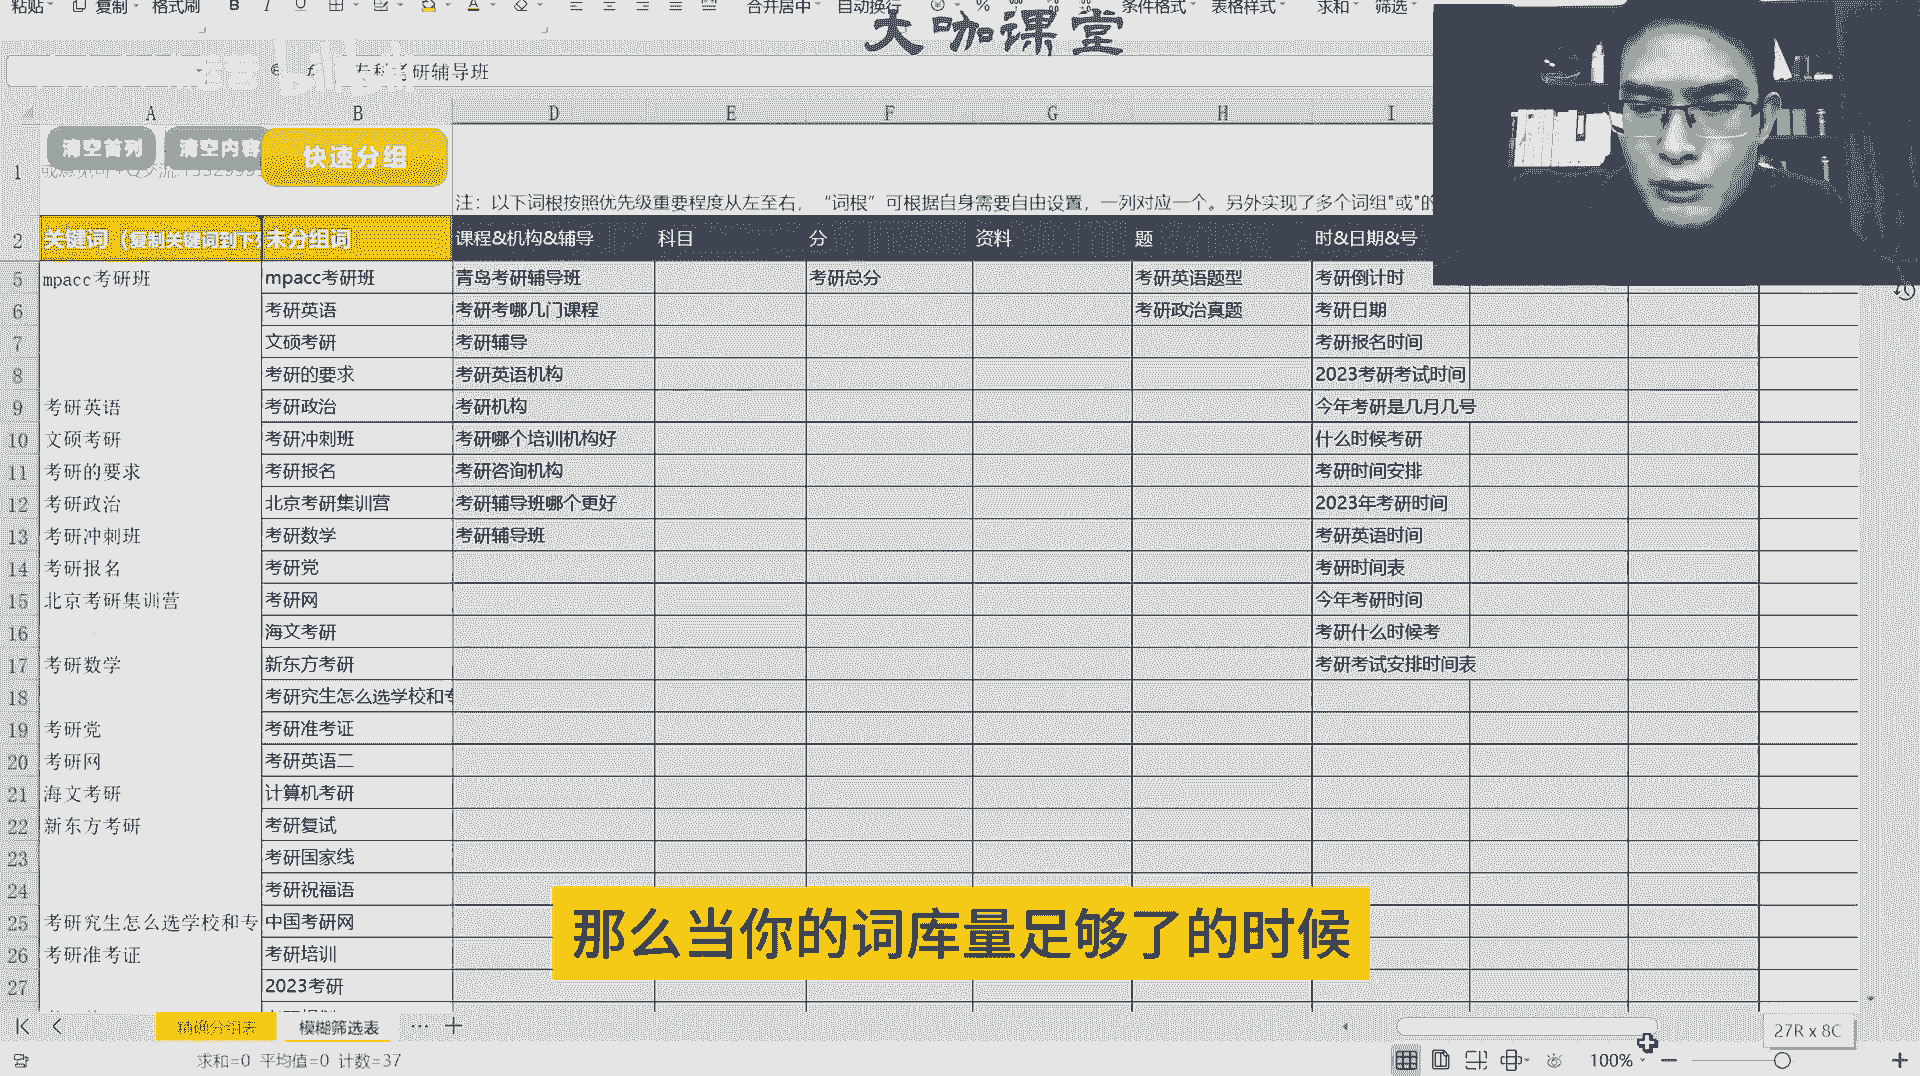 粘贴 复制 格式刷 B I U 合并居中 自动换行 % 条件格式 表格样式 求和 筛选
大咖课堂
专科考研辅导班
A B D E F G H I
清空首列 清空内容 快速分组
1
注：以下词根按照优先级重要程度从左至右，“词根”可根据自身需要自由设置，一列对应一个。另外实现了多个词组"或"的
2 关键词（复制关键词到下 未分组词 课程&机构&辅导 科目 分 资料 题 时&日期&号
5 mpacc考研班 mpacc考研班 青岛考研辅导班 考研总分 考研英语题型 考研倒计时
6 考研英语 考研考哪几门课程 考研政治真题 考研日期
7 文硕考研 考研辅导 考研报名时间
8 考研的要求 考研英语机构 2023考研考试时间
9 考研英语 考研政治 考研机构 今年考研是几月几号
10 文硕考研 考研冲刺班 考研哪个培训机构好 什么时候考研
11 考研的要求 考研报名 考研咨询机构 考研时间安排
12 考研政治 北京考研集训营 考研辅导班哪个更好 2023年考研时间
13 考研冲刺班 考研数学 考研辅导班 考研英语时间
14 考研报名 考研党 考研时间表
15 北京考研集训营 考研网 今年考研时间
16 海文考研 考研什么时候考
17 考研数学 新东方考研 考研考试安排时间表
18 考研究生怎么选学校和专
19 考研党 考研准考证
20 考研网 考研英语二
21 海文考研 计算机考研
22 新东方考研 考研复试
23 考研国家线
24 考研祝福语
25 考研究生怎么选学校和专 中国考研网
26 考研准考证 考研培训
27 2023考研
那么当你的词库量足够了的时候
精确分组表 模糊筛选表 ··· +
27R x 8C
求和=0 平均值=0 计数=37 100% − +